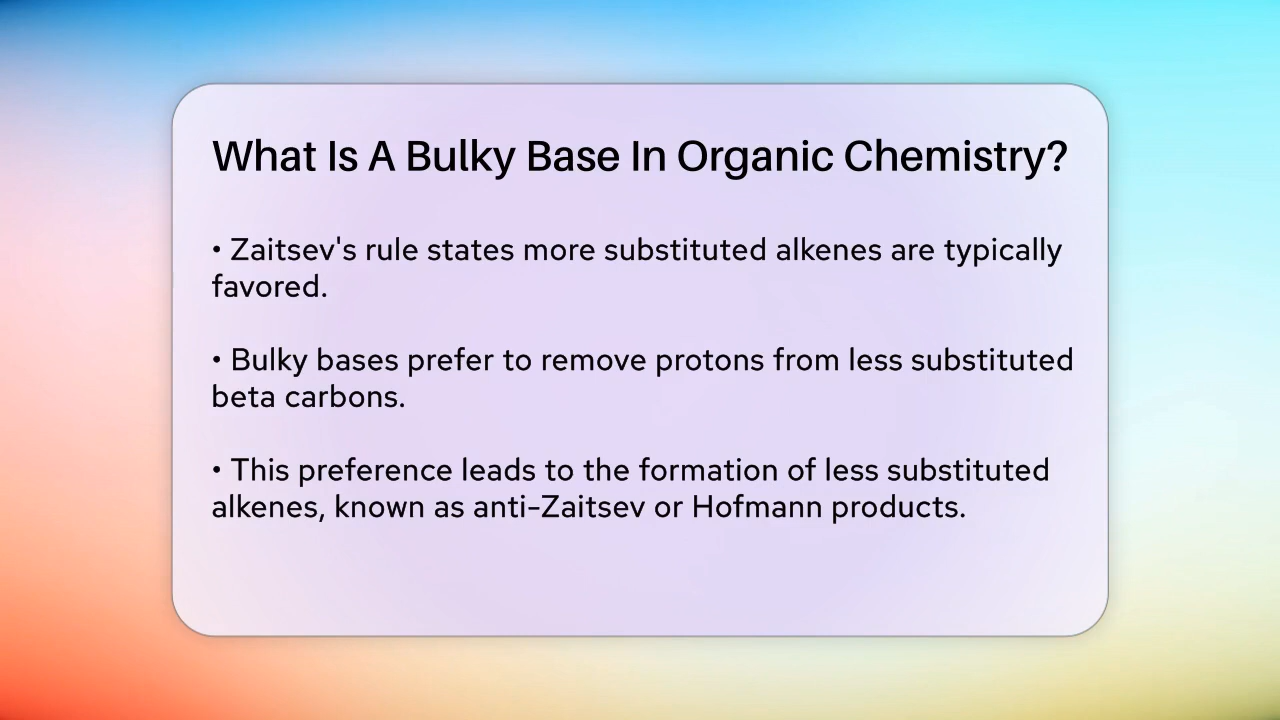 What Is A Bulky Base In Organic Chemistry?
• Zaitsev's rule states more substituted alkenes are typically
favored.
• Bulky bases prefer to remove protons from less substituted
beta carbons.
• This preference leads to the formation of less substituted
alkenes, known as anti-Zaitsev or Hofmann products.